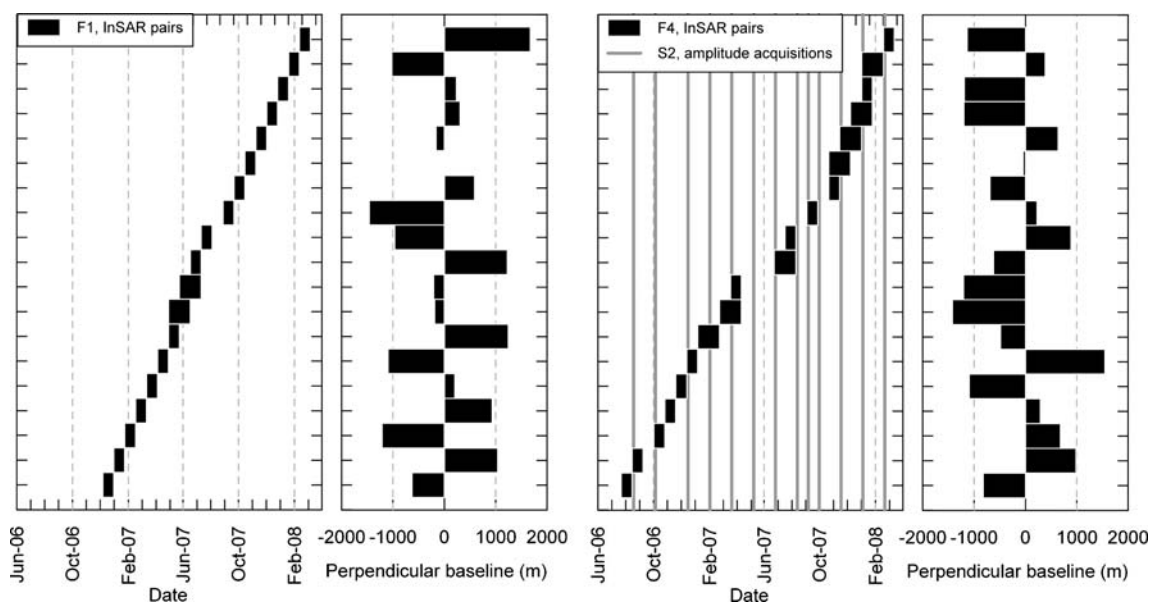 F1, InSAR pairs
F4, InSAR pairs
S2, amplitude acquisitions
Jun-06
Oct-06
Feb-07
Jun-07
Oct-07
Feb-08
Date
-2000 -1000 0 1000 2000
Perpendicular baseline (m)
Jun-06
Oct-06
Feb-07
Jun-07
Oct-07
Feb-08
Date
-2000 -1000 0 1000 2000
Perpendicular baseline (m)